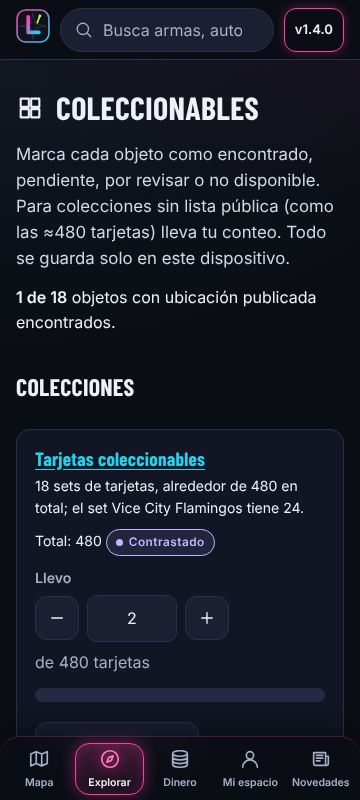 Busca armas, auto
v1.4.0
COLECCIONABLES
Marca cada objeto como encontrado,
pendiente, por revisar o no disponible.
Para colecciones sin lista pública (como
las ≈480 tarjetas) lleva tu conteo. Todo
se guarda solo en este dispositivo.
1 de 18 objetos con ubicación publicada
encontrados.
COLECCIONES
Tarjetas coleccionables
18 sets de tarjetas, alrededor de 480 en
total; el set Vice City Flamingos tiene 24.
Total: 480 Contrastado
Llevo
− 2 +
de 480 tarjetas
Mapa Explorar Dinero Mi espacio Novedades